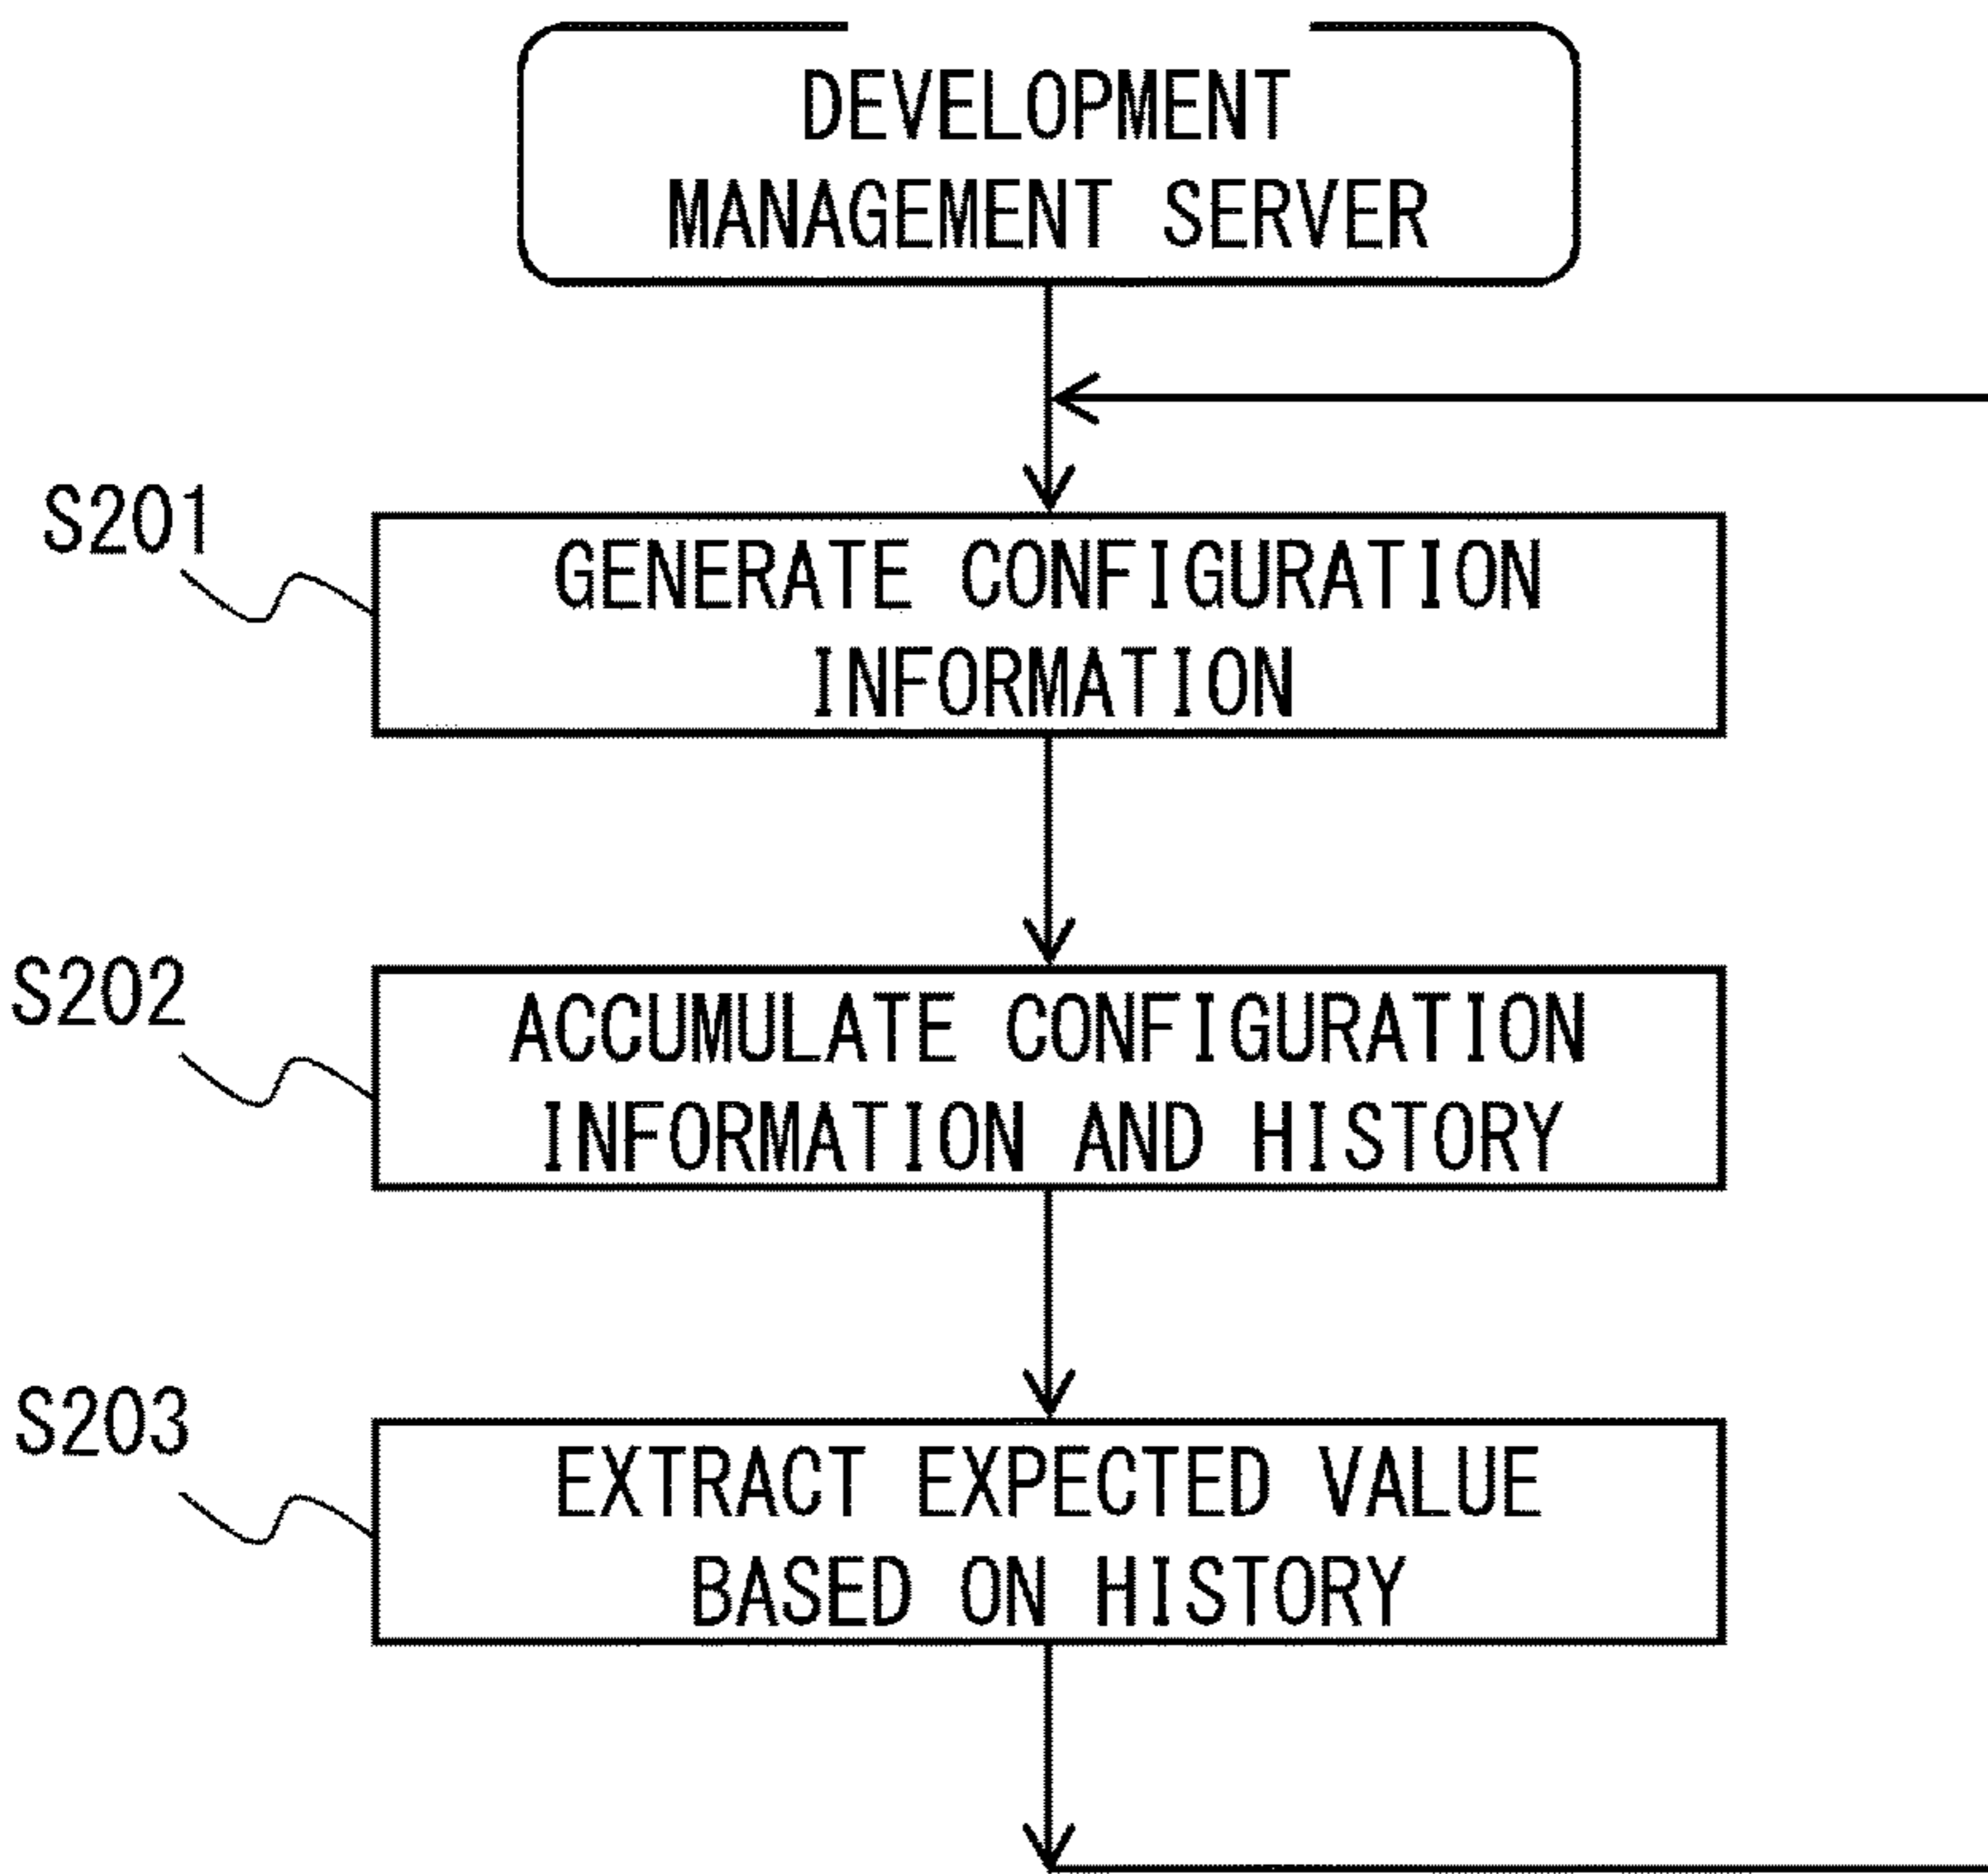 DEVELOPMENT
MANAGEMENT SERVER
S201
GENERATE CONFIGURATION
INFORMATION
S202
ACCUMULATE CONFIGURATION
INFORMATION AND HISTORY
S203
EXTRACT EXPECTED VALUE
BASED ON HISTORY